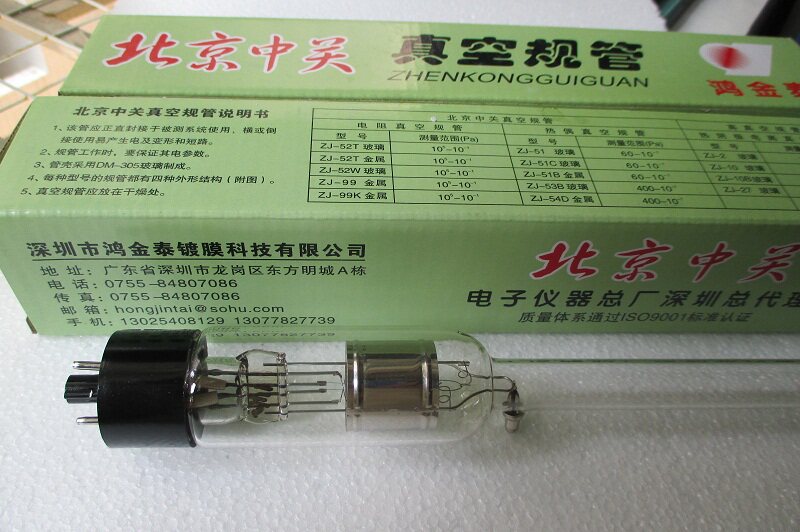 北京中关 真空规管
ZHENKONGGUIGUAN
鸿金泰
北京中关真空规管说明书
1、该管应正直封接于被测系统使用、横或倒
接使用易产生电及变形和短路。
2、规管工作时，要保证其电参数。
3、管壳采用DM-305玻璃制成。
4、每种型号的规管都有四种外形结构（附图）。
5、真空规管应放在干燥处。
北京中关真空规管
电阻真空规管 热偶真空规管
型号 测量范围(Pa) 型号 测量范围(Pa)
ZJ-52T 玻璃 ZJ-51 玻璃 ZJ-2 玻璃
ZJ-52T 金属 ZJ-51C 玻璃 ZJ-10 玻璃
ZJ-52W 玻璃 ZJ-51B 金属 ZJ-10B 玻璃
ZJ-99 金属 ZJ-53B 玻璃 ZJ-27 玻璃
ZJ-99K 金属 ZJ-54D 金属
深圳市鸿金泰镀膜科技有限公司
地址：广东省深圳市龙岗区东方明城A栋
电话：0755-84807086
传真：0755-84807086
邮箱：hongjintai@sohu.com
手机：13025408129 13077827739
北京中关
电子仪器总厂深圳总代理
质量体系通过ISO9001标准认证